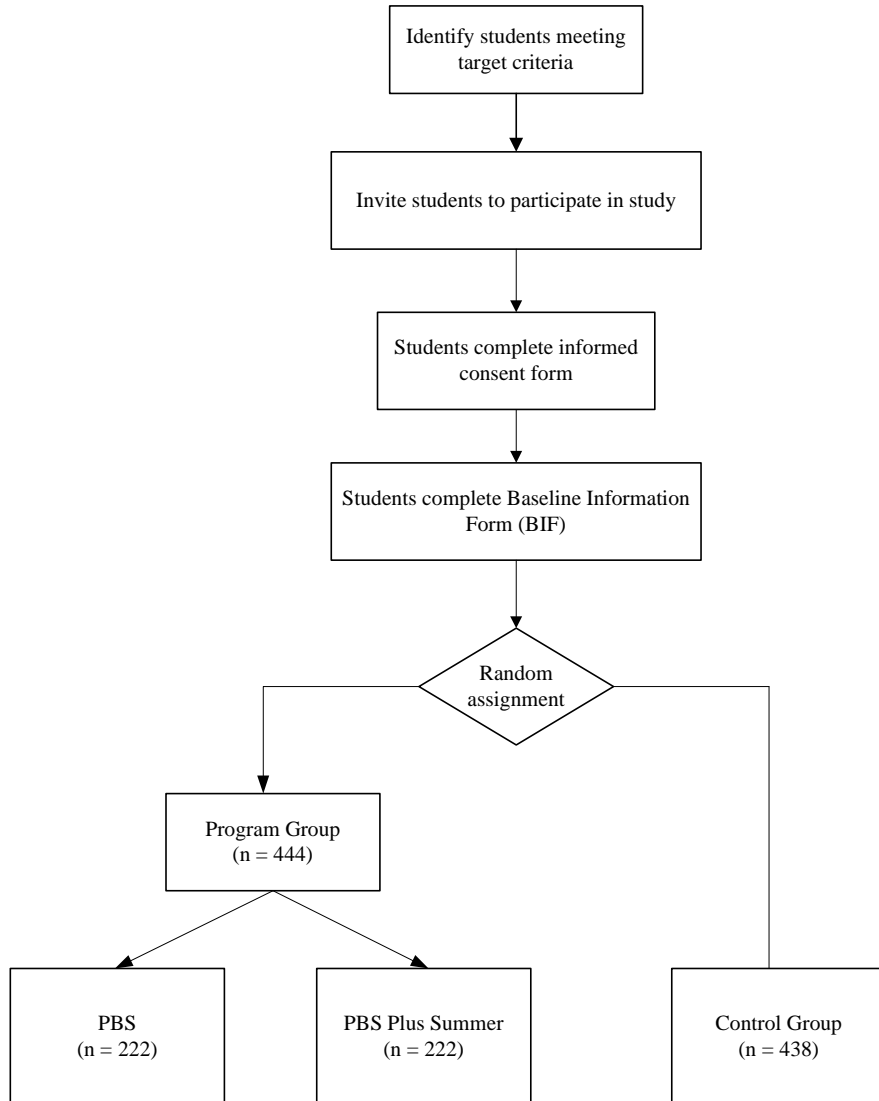 Identify students meeting
target criteria
Invite students to participate in study
Students complete informed
consent form
Students complete Baseline Information
Form (BIF)
Random
assignment
Program Group
(n = 444)
PBS
(n = 222)
PBS Plus Summer
(n = 222)
Control Group
(n = 438)